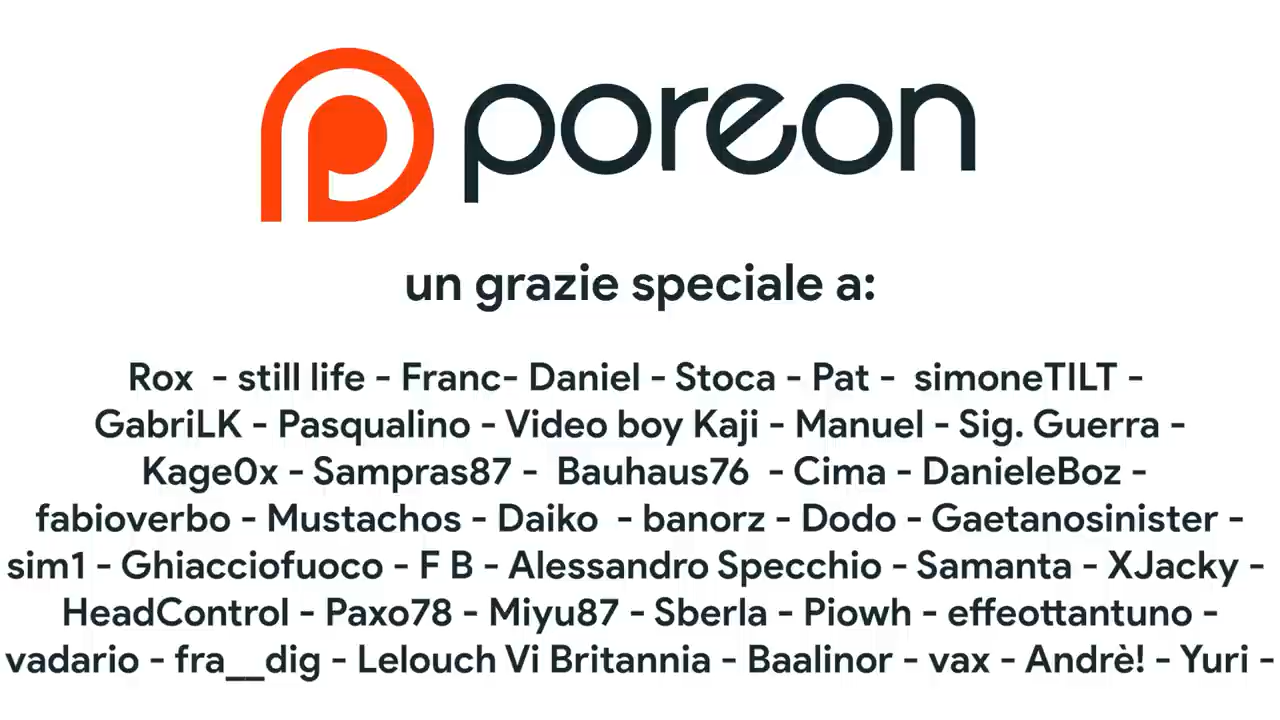 poreon
un grazie speciale a:
Rox - still life - Franc- Daniel - Stoca - Pat - simoneTILT -
GabriLK - Pasqualino - Video boy Kaji - Manuel - Sig. Guerra -
Kage0x - Sampras87 - Bauhaus76 - Cima - DanieleBoz -
fabioverbo - Mustachos - Daiko - banorz - Dodo - Gaetanosinister -
sim1 - Ghiacciofuoco - F B - Alessandro Specchio - Samanta - XJacky -
HeadControl - Paxo78 - Miyu87 - Sberla - Piowh - effeottantuno -
vadario - fra__dig - Lelouch Vi Britannia - Baalinor - vax - Andrè! - Yuri -